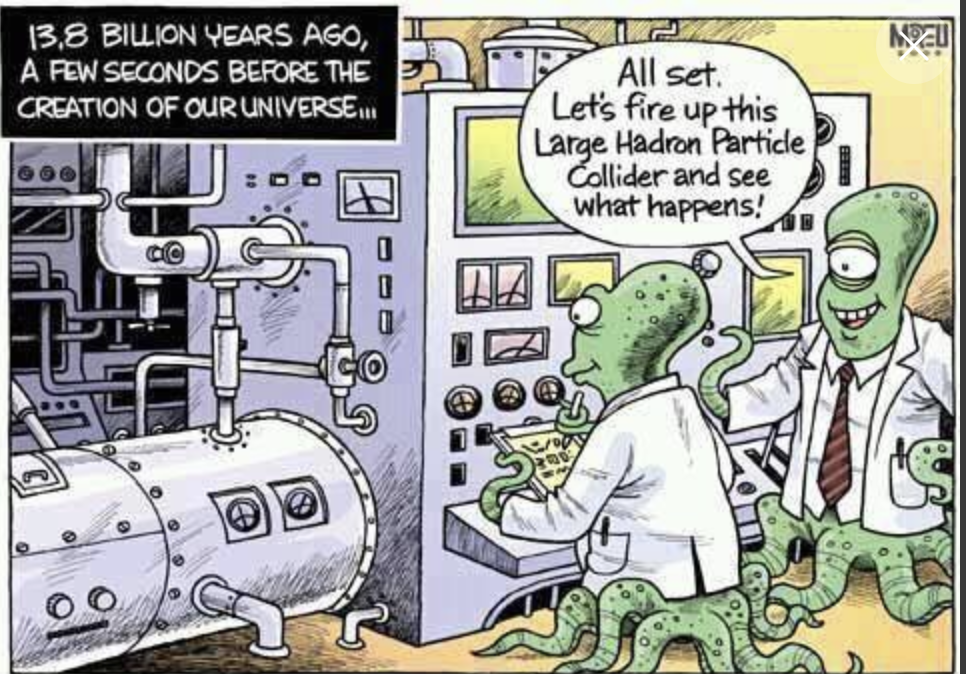 13.8 BILLION YEARS AGO,
A FEW SECONDS BEFORE THE
CREATION OF OUR UNIVERSE...
All set.
Let's fire up this
Large Hadron Particle
Collider and see
what happens!